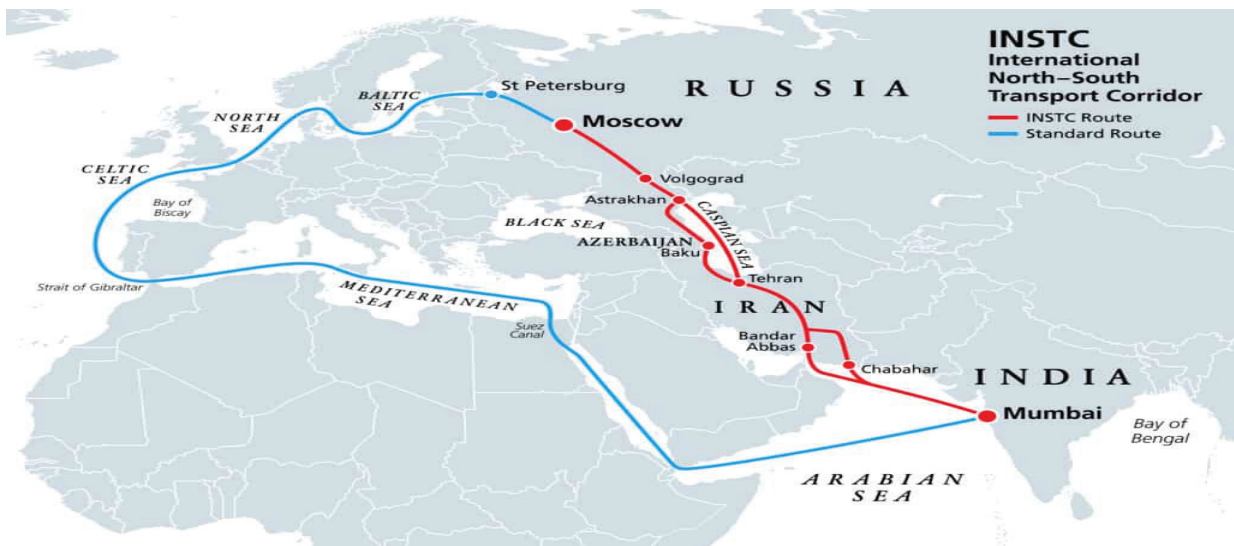 INSTC
International
North–South
Transport Corridor
INSTC Route
Standard Route
RUSSIA
St Petersburg
BALTIC
SEA
NORTH
SEA
Moscow
CELTIC
SEA
Volgograd
Bay of
Biscay
Astrakhan
CASPIAN SEA
BLACK SEA
AZERBAIJAN
Baku
Tehran
Strait of Gibraltar
MEDITERRANEAN
SEA
IRAN
Suez
Canal
Bandar
Abbas
Chabahar
INDIA
Mumbai
Bay of
Bengal
ARABIAN
SEA